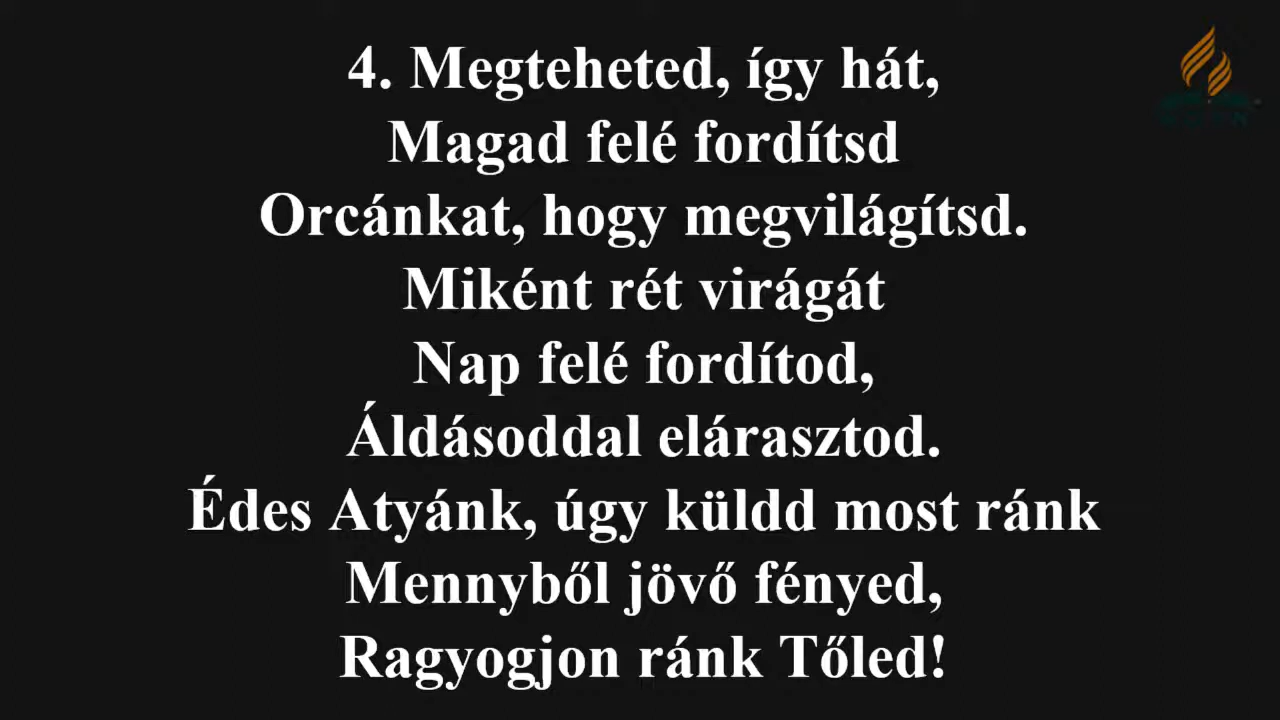 4. Megteheted, így hát,
Magad felé fordítsd
Orcánkat, hogy megvilágítsd.
Miként rét virágát
Nap felé fordítod,
Áldásoddal elárasztod.
Édes Atyánk, úgy küldd most ránk
Mennyből jövő fényed,
Ragyogjon ránk Tőled!